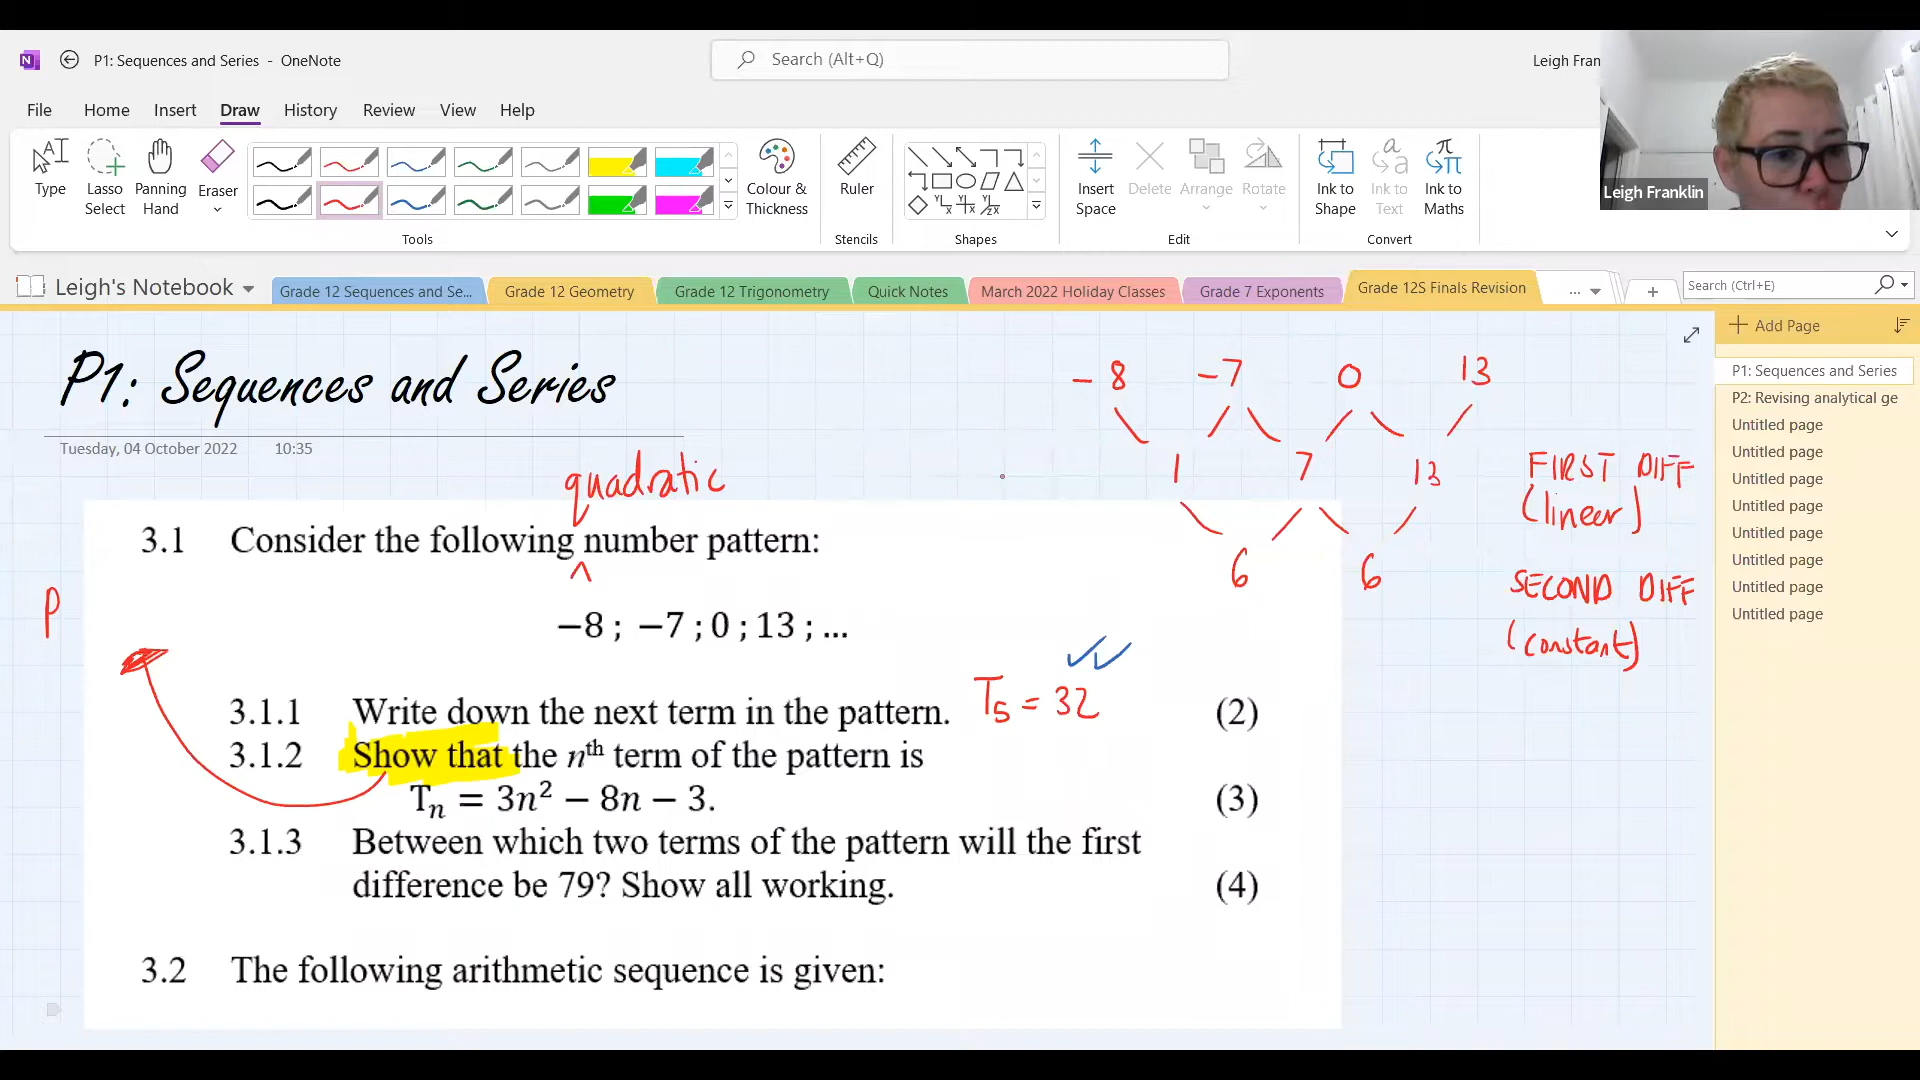 P1: Sequences and Series - OneNote
Search (Alt+Q)
Leigh Fran
File Home Insert Draw History Review View Help
Type
Lasso Select
Panning Hand
Eraser
Colour & Thickness
Ruler
Insert Space
Delete
Arrange
Rotate
Ink to Shape
Ink to Text
Ink to Maths
Tools
Stencils
Shapes
Edit
Convert
Leigh Franklin
Leigh's Notebook
Grade 12 Sequences and Se...
Grade 12 Geometry
Grade 12 Trigonometry
Quick Notes
March 2022 Holiday Classes
Grade 7 Exponents
Grade 12S Finals Revision
...
Search (Ctrl+E)
Add Page
P1: Sequences and Series
P2: Revising analytical ge
Untitled page
Untitled page
Untitled page
Untitled page
Untitled page
Untitled page
Untitled page
Untitled page
P1: Sequences and Series
Tuesday, 04 October 2022 10:35
-8 -7 0 13
1 7 13
6 6
FIRST DIFF
(linear)
SECOND DIFF
(constant)
quadratic
3.1 Consider the following number pattern:
^
P
−8 ; −7 ; 0 ; 13 ; ...
3.1.1 Write down the next term in the pattern. T₅ = 32 (2)
3.1.2 Show that the nᵗʰ term of the pattern is
Tₙ = 3n² − 8n − 3. (3)
3.1.3 Between which two terms of the pattern will the first
difference be 79? Show all working. (4)
3.2 The following arithmetic sequence is given: